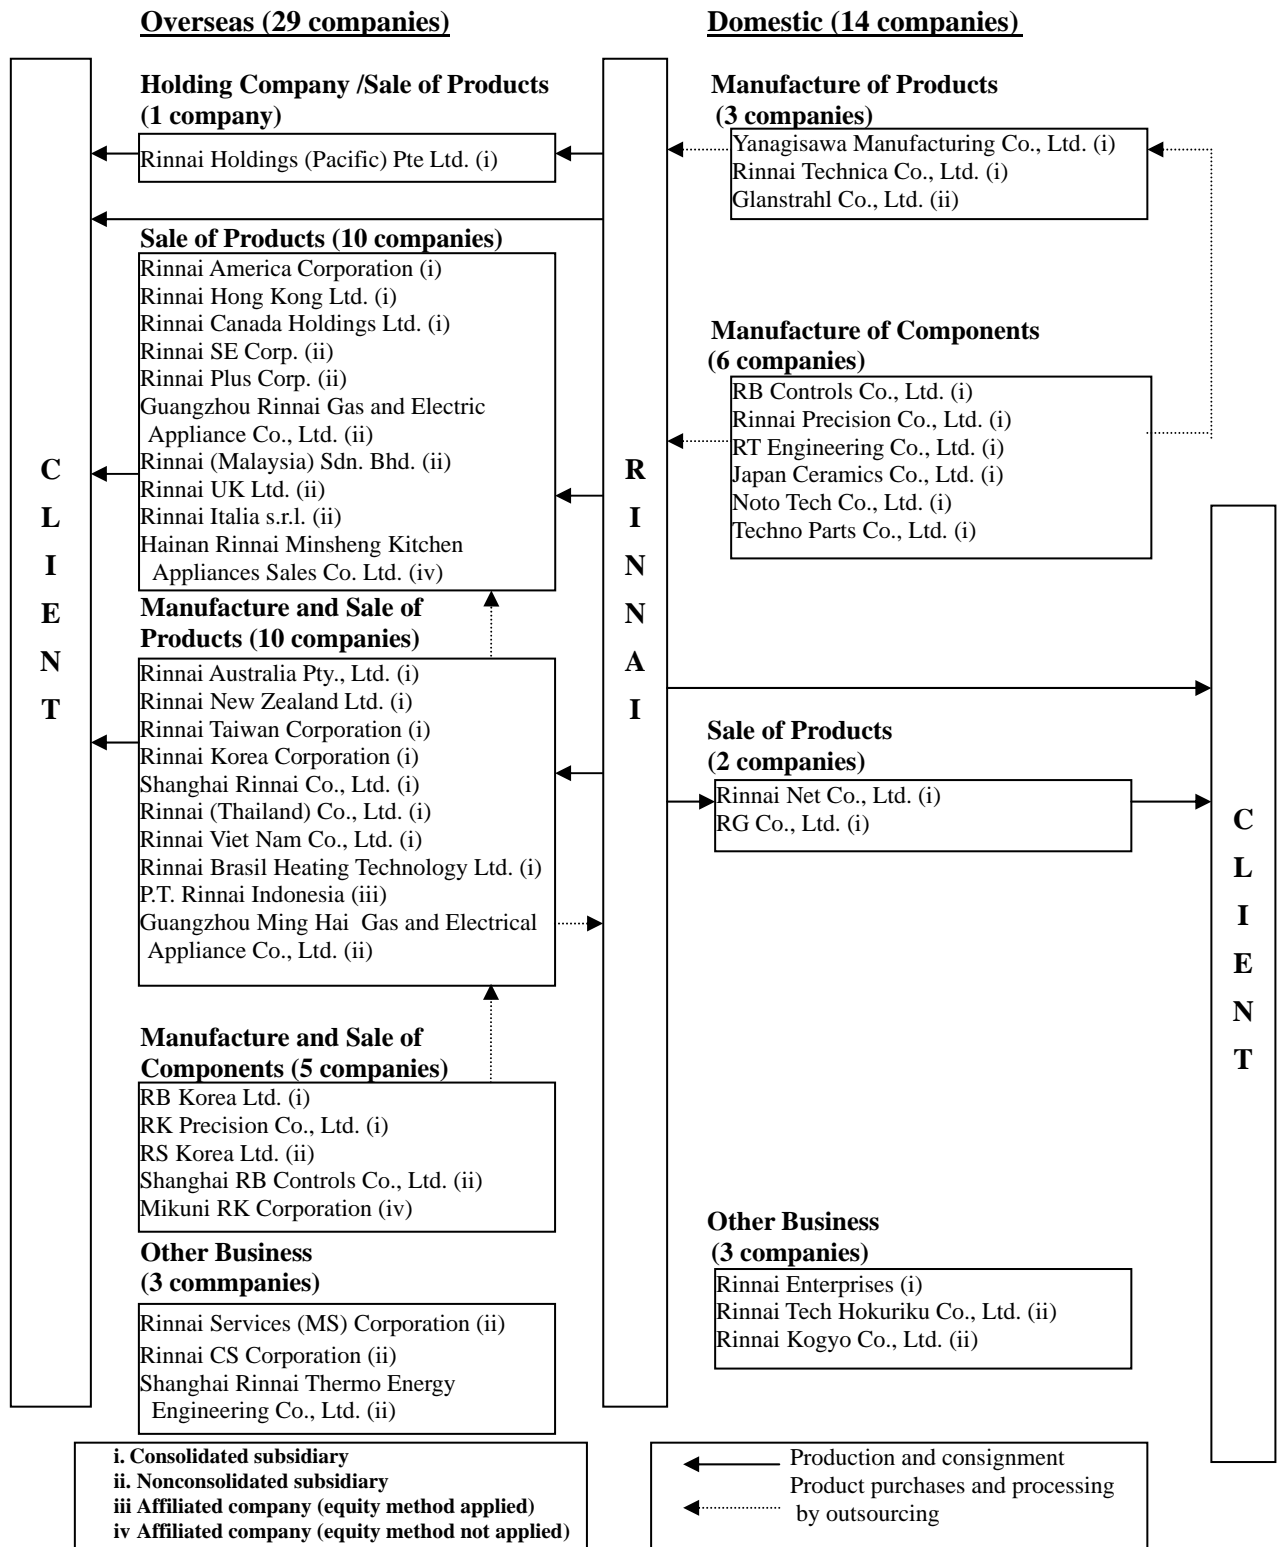 Overseas (29 companies)
Domestic (14 companies)
C
L
I
E
N
T
Holding Company /Sale of Products
(1 company)
Rinnai Holdings (Pacific) Pte Ltd. (i)
Sale of Products (10 companies)
Rinnai America Corporation (i)
Rinnai Hong Kong Ltd. (i)
Rinnai Canada Holdings Ltd. (i)
Rinnai SE Corp. (ii)
Rinnai Plus Corp. (ii)
Guangzhou Rinnai Gas and Electric
Appliance Co., Ltd. (ii)
Rinnai (Malaysia) Sdn. Bhd. (ii)
Rinnai UK Ltd. (ii)
Rinnai Italia s.r.l. (ii)
Hainan Rinnai Minsheng Kitchen
Appliances Sales Co. Ltd. (iv)
Manufacture and Sale of
Products (10 companies)
Rinnai Australia Pty., Ltd. (i)
Rinnai New Zealand Ltd. (i)
Rinnai Taiwan Corporation (i)
Rinnai Korea Corporation (i)
Shanghai Rinnai Co., Ltd. (i)
Rinnai (Thailand) Co., Ltd. (i)
Rinnai Viet Nam Co., Ltd. (i)
Rinnai Brasil Heating Technology Ltd. (i)
P.T. Rinnai Indonesia (iii)
Guangzhou Ming Hai  Gas and Electrical
Appliance Co., Ltd. (ii)
Manufacture and Sale of
Components (5 companies)
RB Korea Ltd. (i)
RK Precision Co., Ltd. (i)
RS Korea Ltd. (ii)
Shanghai RB Controls Co., Ltd. (ii)
Mikuni RK Corporation (iv)
Other Business
(3 commpanies)
Rinnai Services (MS) Corporation (ii)
Rinnai CS Corporation (ii)
Shanghai Rinnai Thermo Energy
Engineering Co., Ltd. (ii)
R
I
N
N
A
I
Manufacture of Products
(3 companies)
Yanagisawa Manufacturing Co., Ltd. (i)
Rinnai Technica Co., Ltd. (i)
Glanstrahl Co., Ltd. (ii)
Manufacture of Components
(6 companies)
RB Controls Co., Ltd. (i)
Rinnai Precision Co., Ltd. (i)
RT Engineering Co., Ltd. (i)
Japan Ceramics Co., Ltd. (i)
Noto Tech Co., Ltd. (i)
Techno Parts Co., Ltd. (i)
Sale of Products
(2 companies)
Rinnai Net Co., Ltd. (i)
RG Co., Ltd. (i)
Other Business
(3 companies)
Rinnai Enterprises (i)
Rinnai Tech Hokuriku Co., Ltd. (ii)
Rinnai Kogyo Co., Ltd. (ii)
C
L
I
E
N
T
i. Consolidated subsidiary
ii. Nonconsolidated subsidiary
iii Affiliated company (equity method applied)
iv Affiliated company (equity method not applied)
Production and consignment
Product purchases and processing
by outsourcing